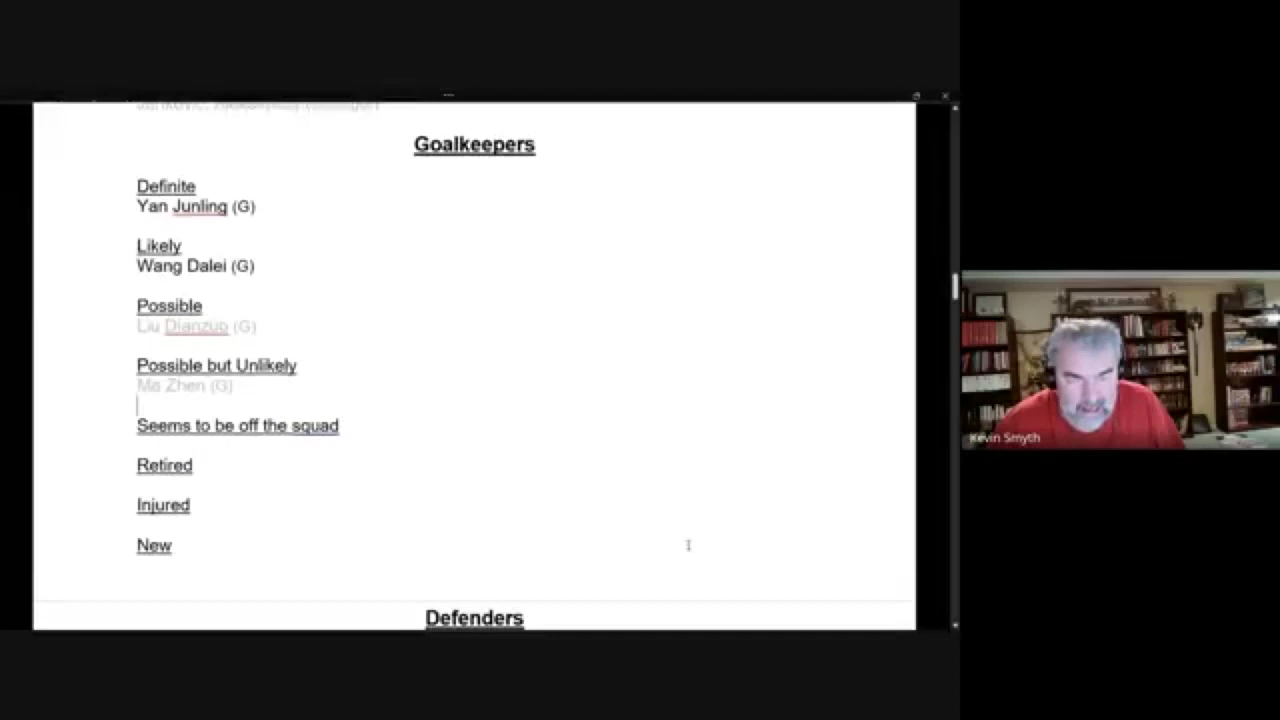 Goalkeepers
Definite
Yan Junling (G)
Likely
Wang Dalei (G)
Possible
Liu Dianzuo (G)
Possible but Unlikely
Ma Zhen (G)
Seems to be off the squad
Retired
Injured
New
Defenders
Kevin Smyth